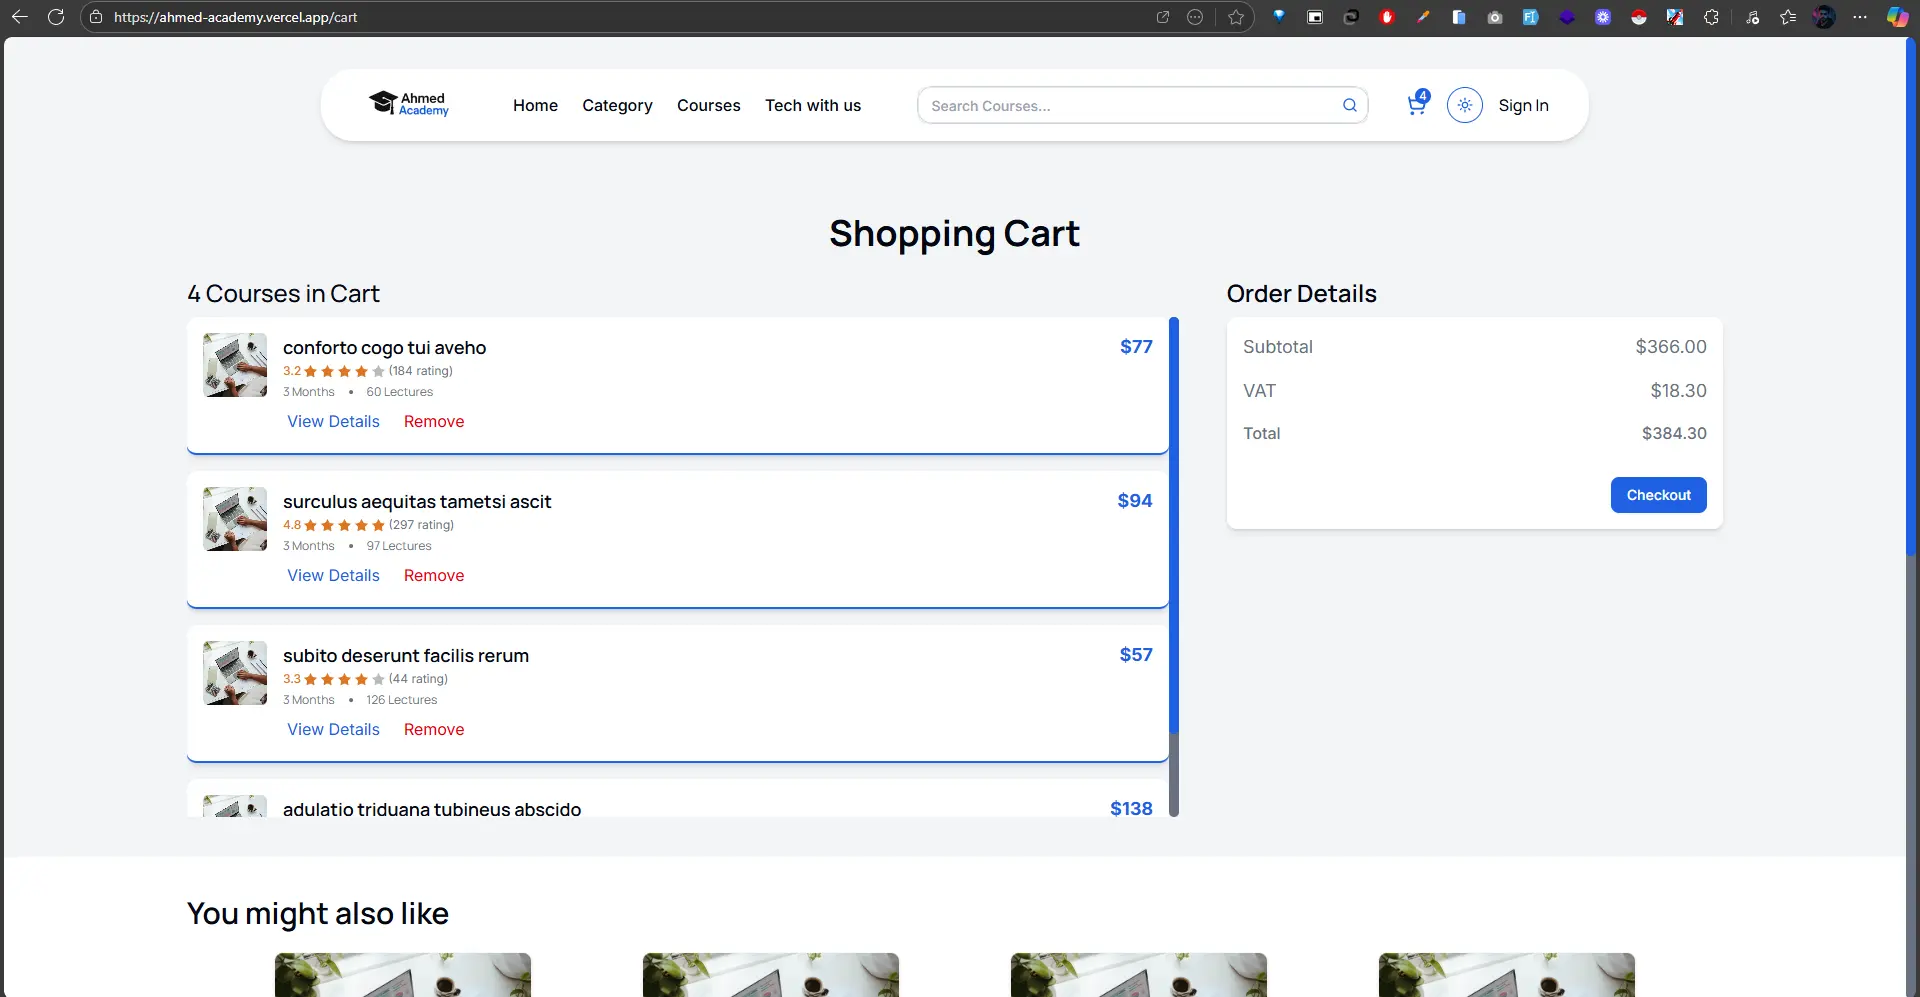 https://ahmed-academy.vercel.app/cart
Ahmed
Academy
Home
Category
Courses
Tech with us
Search Courses...
4
Sign In
Shopping Cart
4 Courses in Cart
conforto cogo tui aveho
$77
3.2 (184 rating)
3 Months • 60 Lectures
View Details Remove
surculus aequitas tametsi ascit
$94
4.8 (297 rating)
3 Months • 97 Lectures
View Details Remove
subito deserunt facilis rerum
$57
3.3 (44 rating)
3 Months • 126 Lectures
View Details Remove
adulatio triduana tubineus abscido
$138
Order Details
Subtotal $366.00
VAT $18.30
Total $384.30
Checkout
You might also like